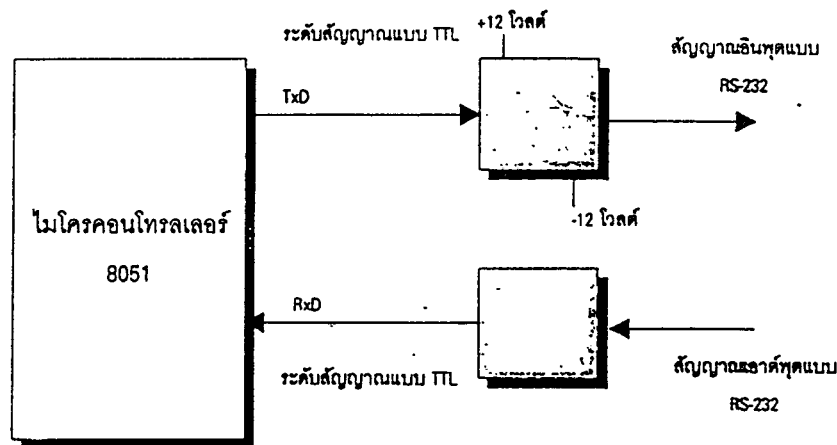 ระดับสัญญาณแบบ TTL
+12 โวลต์
สัญญาณอินพุตแบบ
RS-232
TxD
-12 โวลต์
ไมโครคอนโทรลเลอร์
8051
RxD
ระดับสัญญาณแบบ TTL
สัญญาณเอาต์พุตแบบ
RS-232